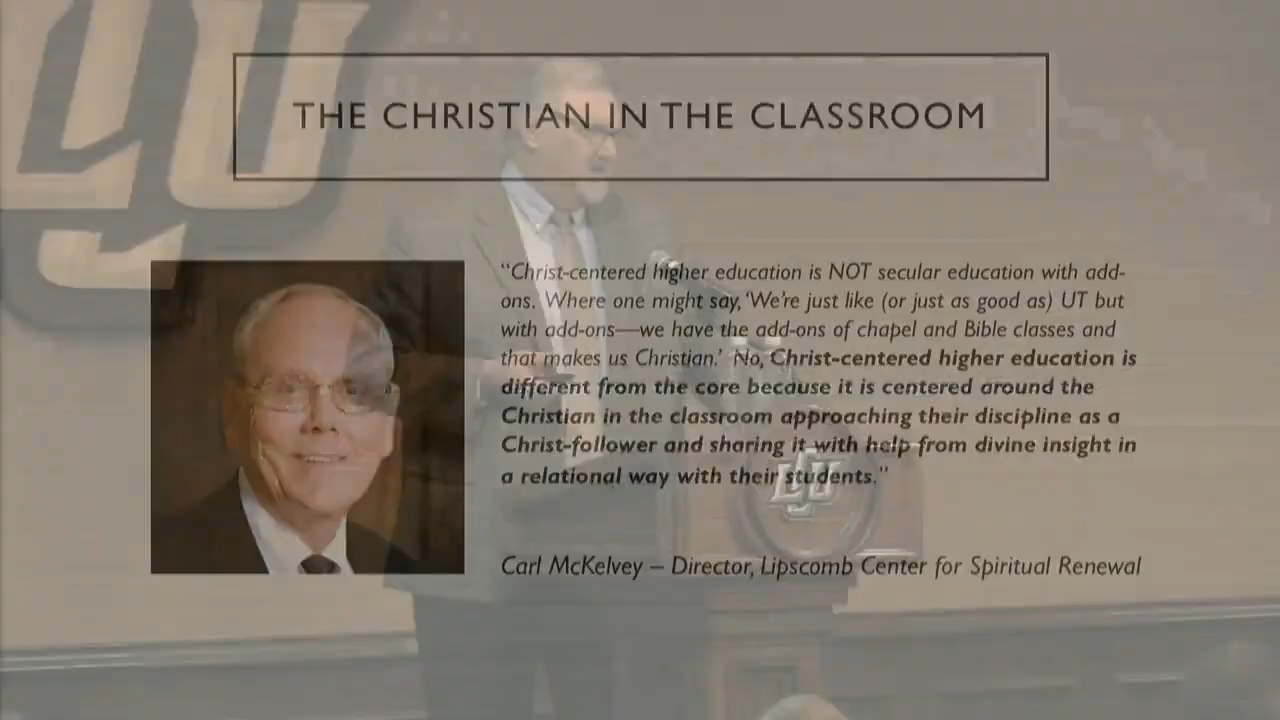 LCU
THE CHRISTIAN IN THE CLASSROOM
“Christ-centered higher education is NOT secular education with add-
ons. Where one might say, ‘We’re just like (or just as good as) UT but
with add-ons—we have the add-ons of chapel and Bible classes and
that makes us Christian.’ No, Christ-centered higher education is
different from the core because it is centered around the
Christian in the classroom approaching their discipline as a
Christ-follower and sharing it with help from divine insight in
a relational way with their students.”
LCU
Carl McKelvey – Director, Lipscomb Center for Spiritual Renewal